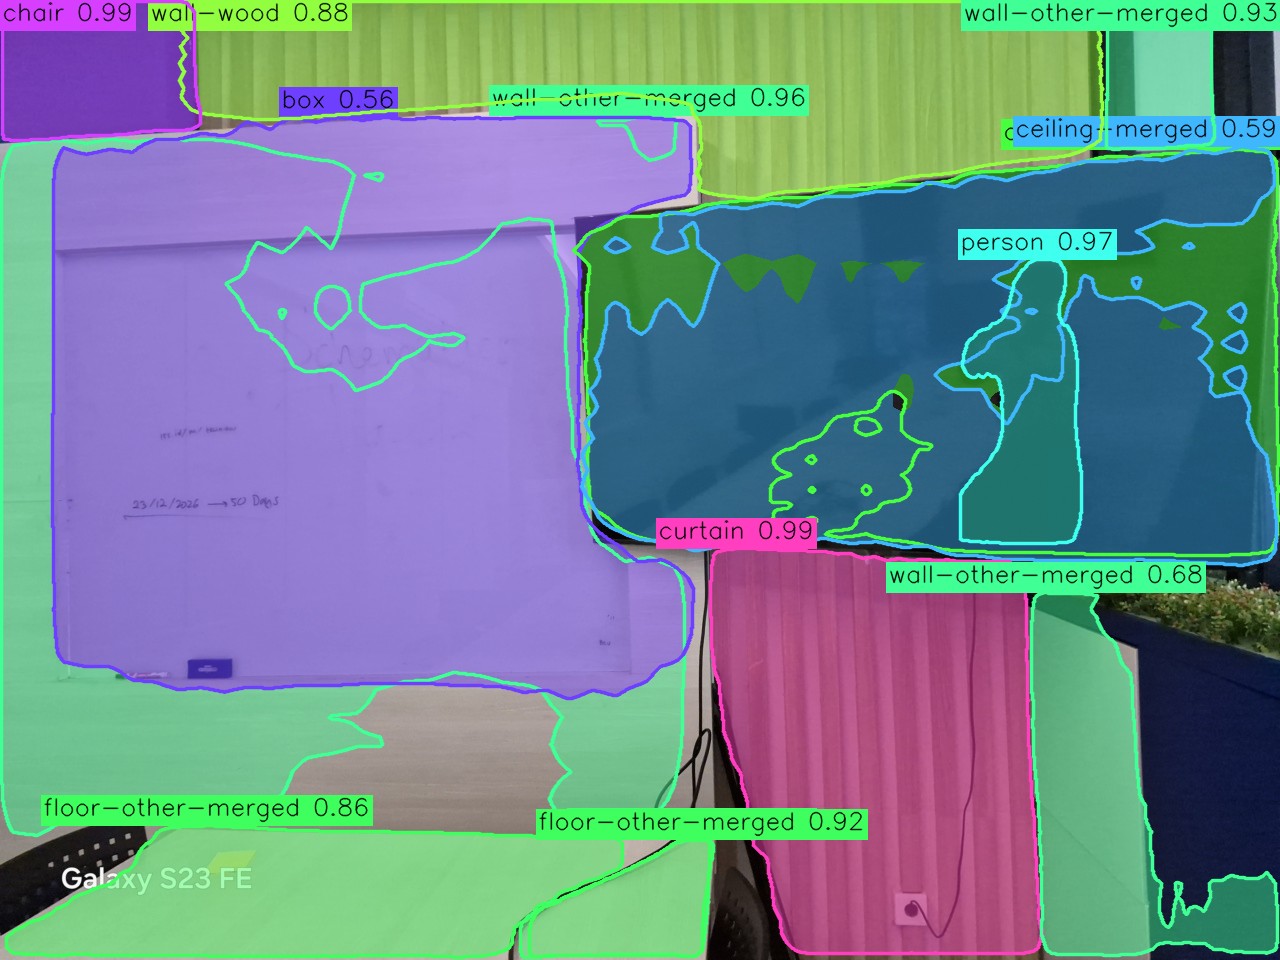 chair 0.99
wall-wood 0.88
wall-other-merged 0.93
box 0.56
wall-other-merged 0.96
ceiling-merged 0.59
person 0.97
23/12/2026 → 50 Days
curtain 0.99
wall-other-merged 0.68
floor-other-merged 0.86
floor-other-merged 0.92
Galaxy S23 FE